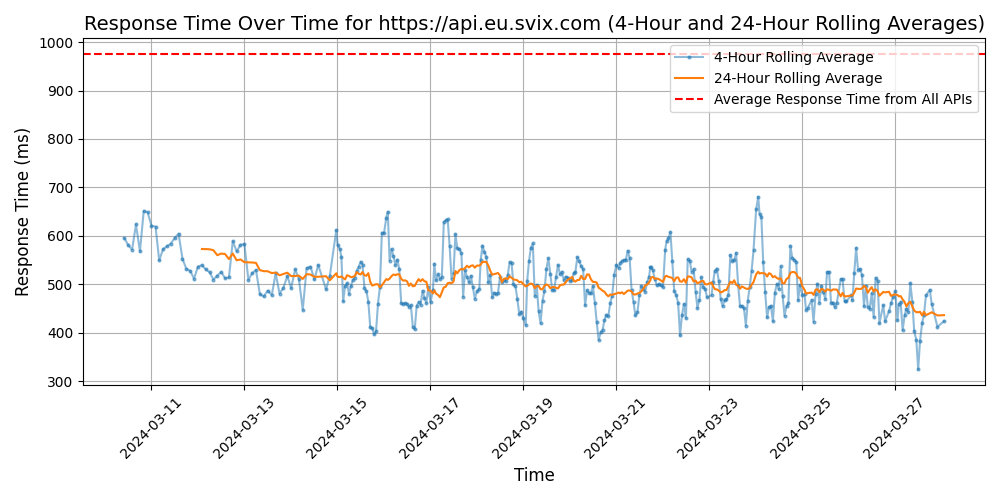 Response Time Over Time for https://api.eu.svix.com (4-Hour and 24-Hour Rolling Averages)
1000
900
800
700
600
500
400
300
Response Time (ms)
4-Hour Rolling Average
24-Hour Rolling Average
Average Response Time from All APIs
2024-03-11
2024-03-13
2024-03-15
2024-03-17
2024-03-19
2024-03-21
2024-03-23
2024-03-25
2024-03-27
Time